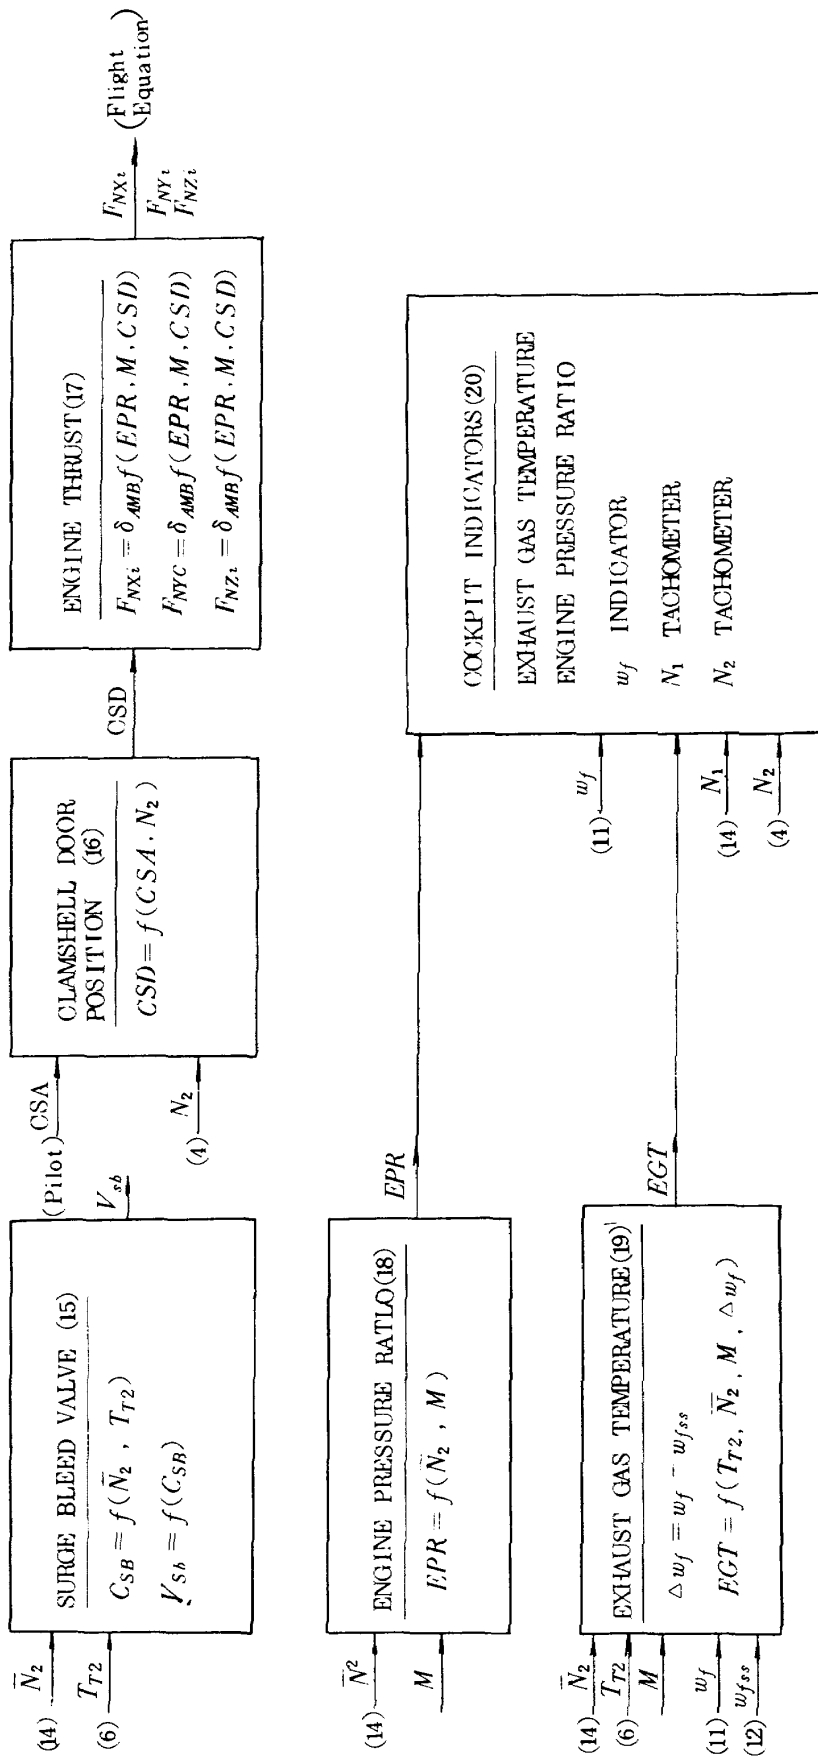 (14) N̄₂
(6) T_T2
SURGE BLEED VALVE (15)
C_SB = f(N̄₂ , T_T2)
V_Sb = f(C_SB)
V_sb
(Pilot) CSA
(4) N₂
CLAMSHELL DOOR
POSITION (16)
CSD = f(CSA, N₂)
CSD
ENGINE THRUST(17)
F_NXi = δ_AMB f(EPR, M, CSD)
F_NYC = δ_AMB f(EPR, M, CSD)
F_NZi = δ_AMB f(EPR, M, CSD)
F_NXi
F_NYi
F_NZi
(Flight
Equation)
(14) N̄²
M
ENGINE PRESSURE RATLO(18)
EPR = f(N̄₂ , M)
EPR
(14) N̄₂
(6) T_T2
M
(11) w_f
(12) w_fss
EXHAUST GAS TEMPERATURE(19)
△w_f = w_f - w_fss
EGT = f(T_T2, N̄₂, M, △w_f)
EGT
(11) w_f
(14) N₁
(4) N₂
COCKPIT INDICATORS(20)
EXHAUST GAS TEMPERATURE
ENGINE PRESSURE RATIO
w_f INDICATOR
N₁ TACHOMETER
N₂ TACHOMETER